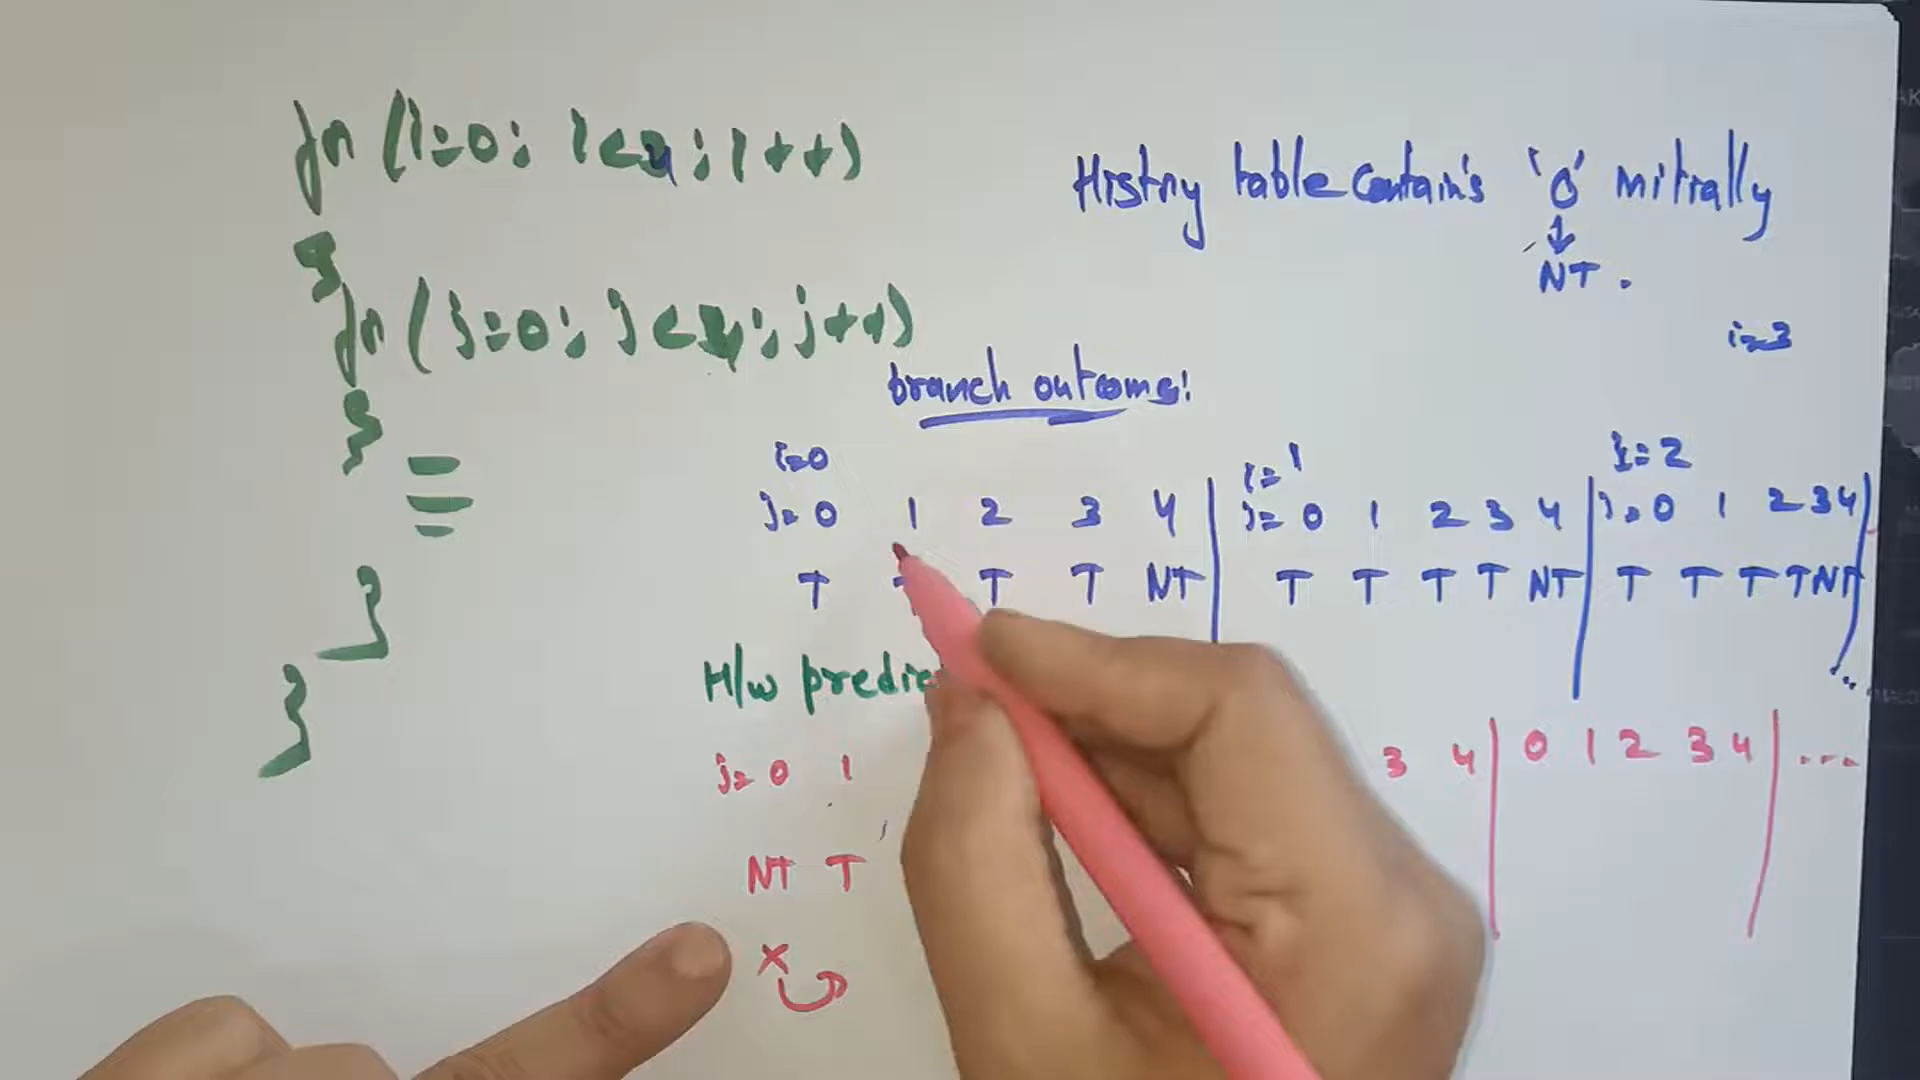 for (i=0; i<4; i++)
{
for (j=0; j<4; j++)
{
}
}
History table contain's '0' initially
↓
NT.
i=3
branch outcome:
i=0 i=1 i=2
j= 0 1 2 3 4 j= 0 1 2 3 4 j= 0 1 2 3 4
T T T T NT T T T T NT T T T T NT
H/w predic
j= 0 1 3 4 0 1 2 3 4 ....
NT T
x